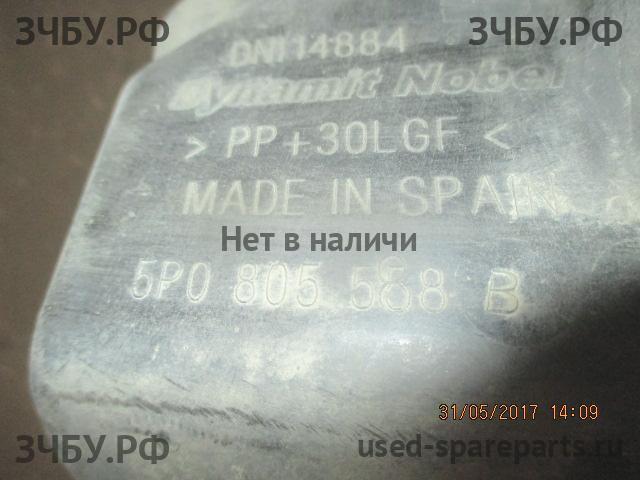 ЗЧБУ.РФ ЗЧБУ.РФ
DN114884
Dynamit Nobel
> PP+30LGF <
MADE IN SPAIN
Нет в наличи
5P0 805 588 B
31/05/2017 14:09
ЗЧБУ.РФ used-spareparts.ru